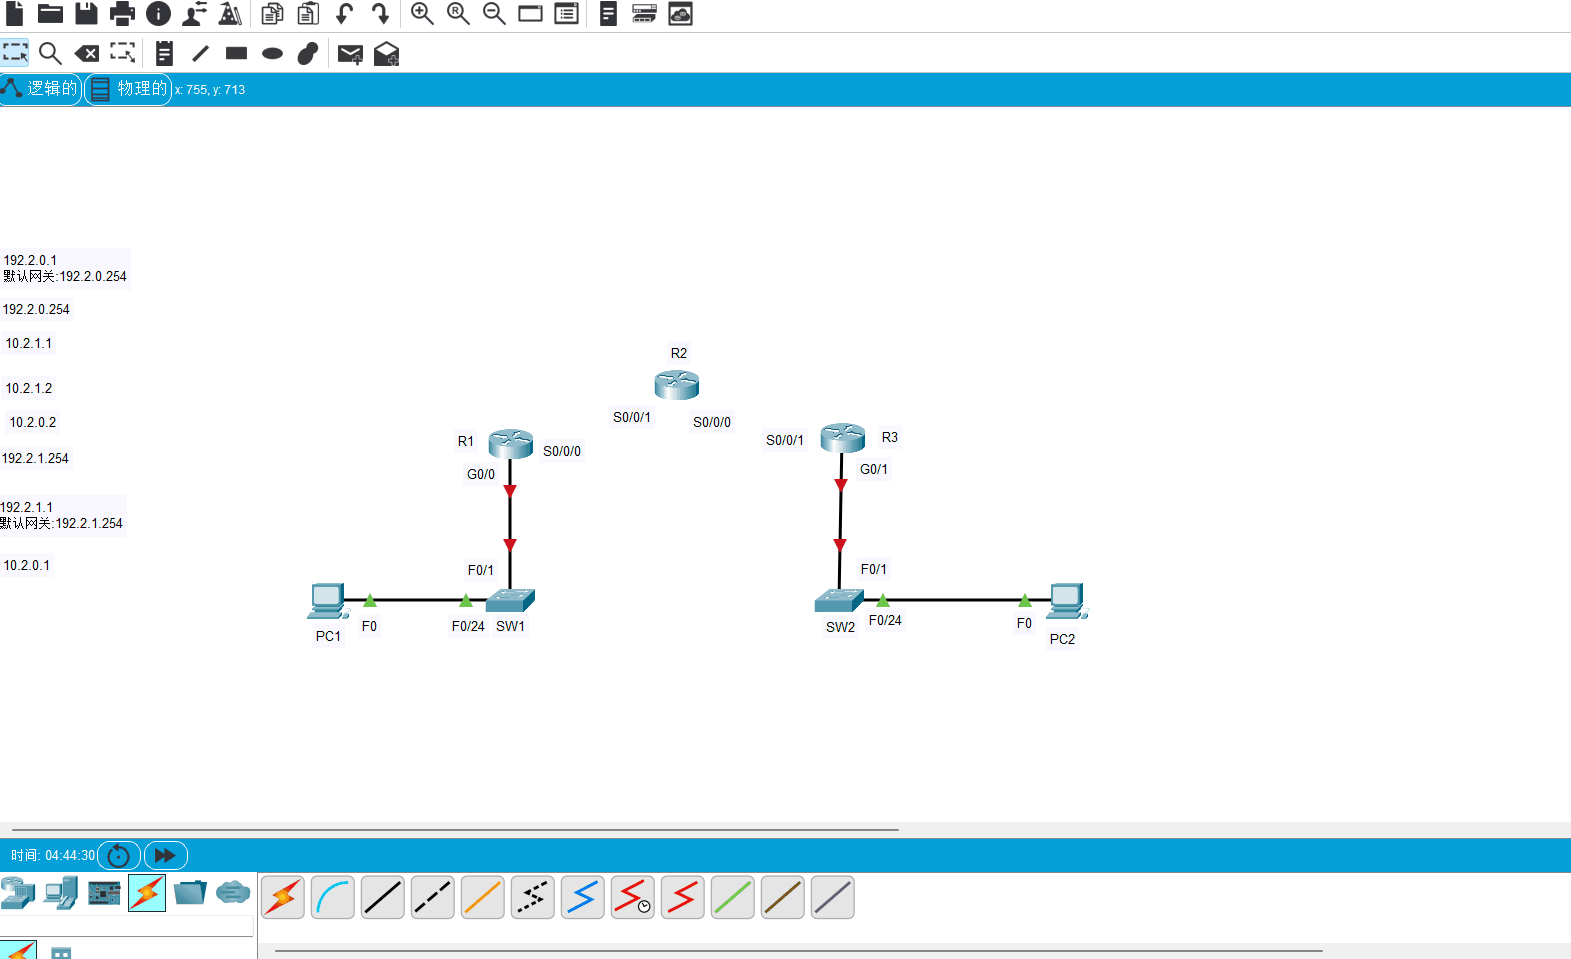 逻辑的
物理的
x: 755, y: 713
192.2.0.1
默认网关:192.2.0.254
192.2.0.254
10.2.1.1
10.2.1.2
10.2.0.2
192.2.1.254
192.2.1.1
默认网关:192.2.1.254
10.2.0.1
R2
S0/0/1
S0/0/0
R1
S0/0/0
G0/0
S0/0/1
R3
G0/1
F0/1
F0/1
PC1
F0
F0/24
SW1
SW2
F0/24
F0
PC2
时间: 04:44:30